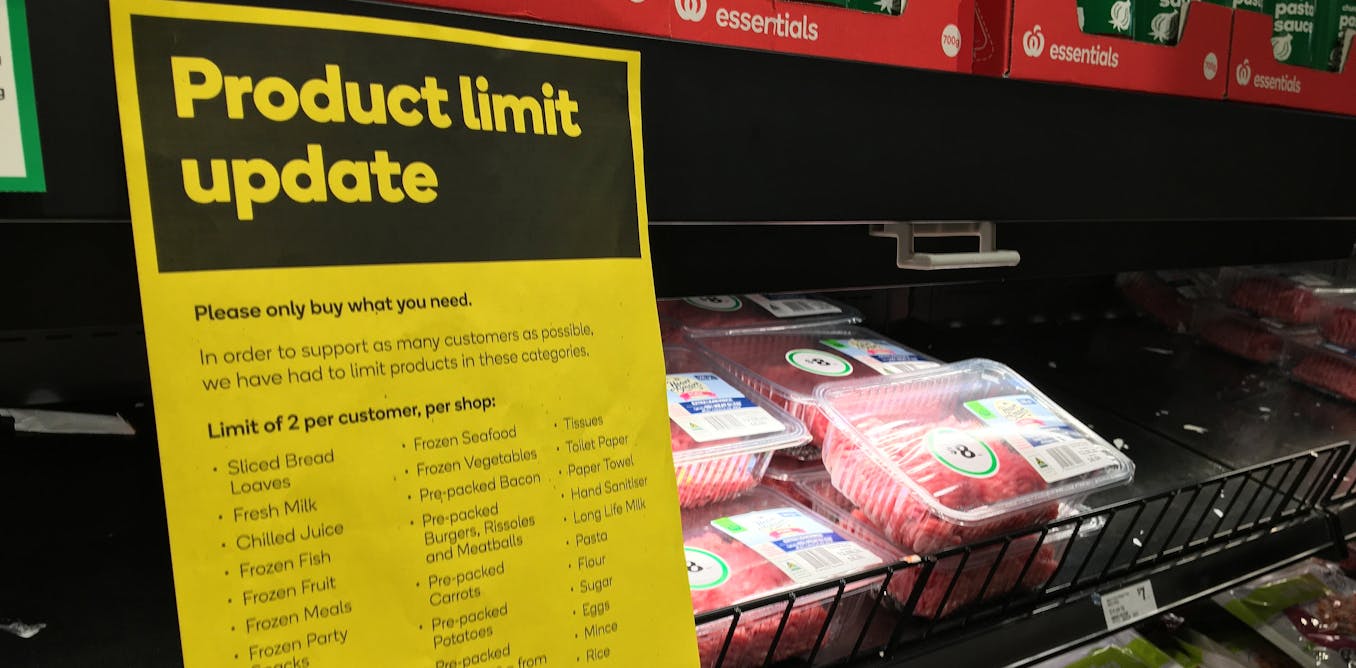 Product limit
update
Please only buy what you need.
In order to support as many customers as possible,
we have had to limit products in these categories.
Limit of 2 per customer, per shop:
• Sliced Bread
Loaves
• Fresh Milk
• Chilled Juice
• Frozen Fish
• Frozen Fruit
• Frozen Meals
• Frozen Party
• Frozen Seafood
• Frozen Vegetables
• Pre-packed Bacon
• Pre-packed
Burgers, Rissoles
and Meatballs
• Pre-packed
Carrots
• Pre-packed
Potatoes
Pre-packed
from
• Tissues
• Toilet Paper
• Paper Towel
• Hand Sanitiser
• Long Life Milk
• Pasta
• Flour
• Sugar
• Eggs
• Mince
• Rice
essentials
700g
essentials
essentials
pasta
sauce
$8
$8
$7